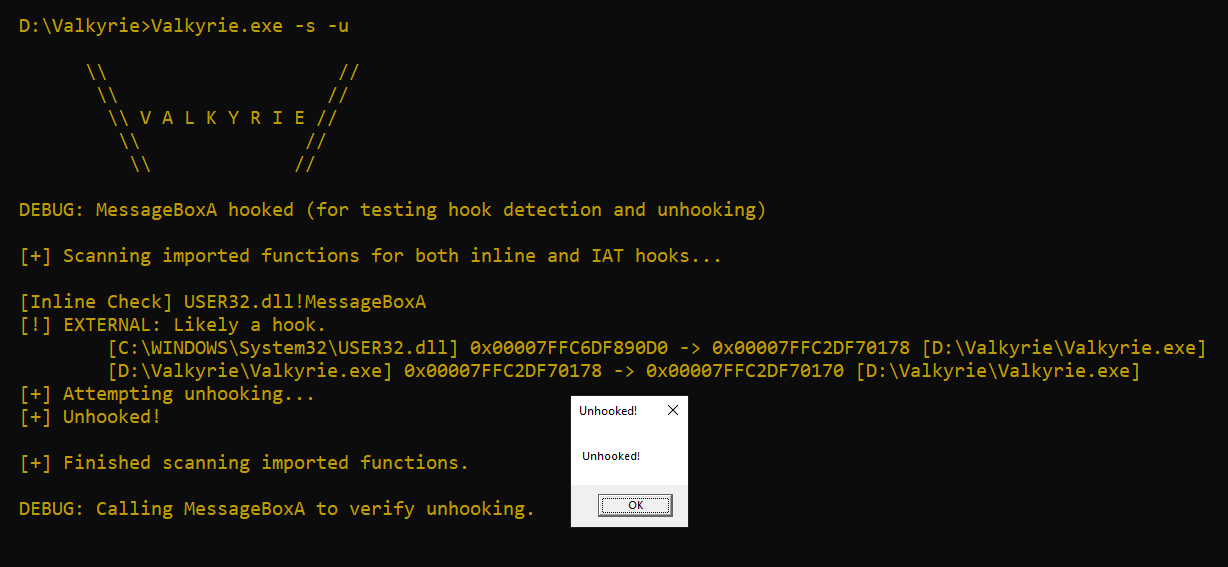 D:\Valkyrie>Valkyrie.exe -s -u
\\ //
\\ //
\\ V A L K Y R I E //
\\ //
\\ //
DEBUG: MessageBoxA hooked (for testing hook detection and unhooking)
[+] Scanning imported functions for both inline and IAT hooks...
[Inline Check] USER32.dll!MessageBoxA
[!] EXTERNAL: Likely a hook.
[C:\WINDOWS\System32\USER32.dll] 0x00007FFC6DF890D0 -> 0x00007FFC2DF70178 [D:\Valkyrie\Valkyrie.exe]
[D:\Valkyrie\Valkyrie.exe] 0x00007FFC2DF70178 -> 0x00007FFC2DF70170 [D:\Valkyrie\Valkyrie.exe]
[+] Attempting unhooking...
[+] Unhooked!
[+] Finished scanning imported functions.
DEBUG: Calling MessageBoxA to verify unhooking.
Unhooked!
Unhooked!
OK